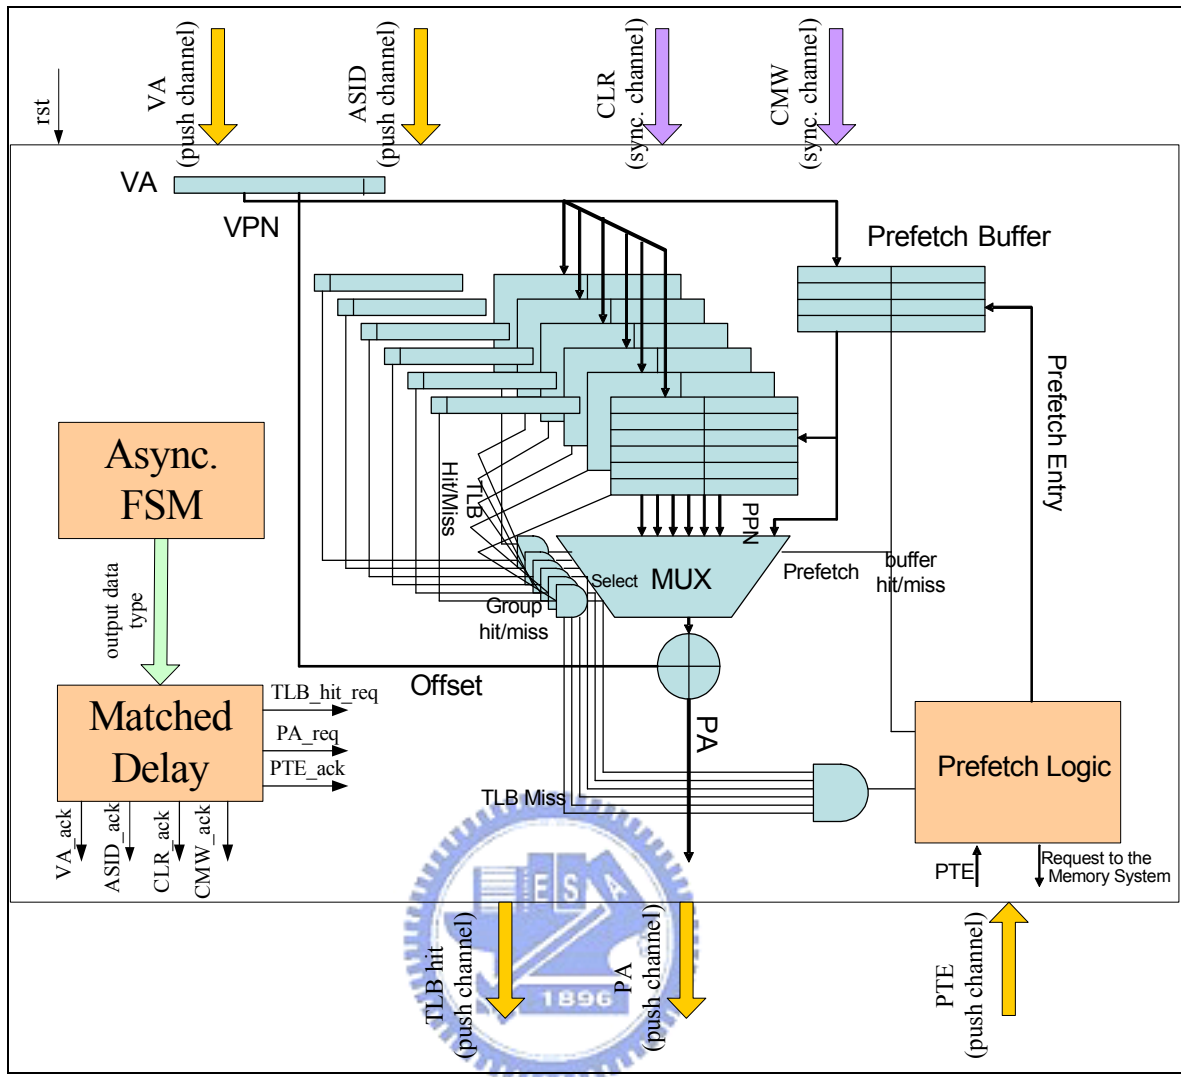 rst
VA
(push channel)
ASID
(push channel)
CLR
(sync. channel)
CMW
(sync. channel)
VA
VPN
Prefetch Buffer
Prefetch Entry
TLB
Hit/Miss
PPN
Async.
FSM
output data
type
Select
MUX
Prefetch
buffer
hit/miss
Group
hit/miss
Offset
PA
Matched
Delay
TLB_hit_req
PA_req
PTE_ack
VA_ack
ASID_ack
CLR_ack
CMW_ack
TLB Miss
Prefetch Logic
PTE
Request to the
Memory System
E S A
1896
TLB hit
(push channel)
PA
(push channel)
PTE
(push channel)